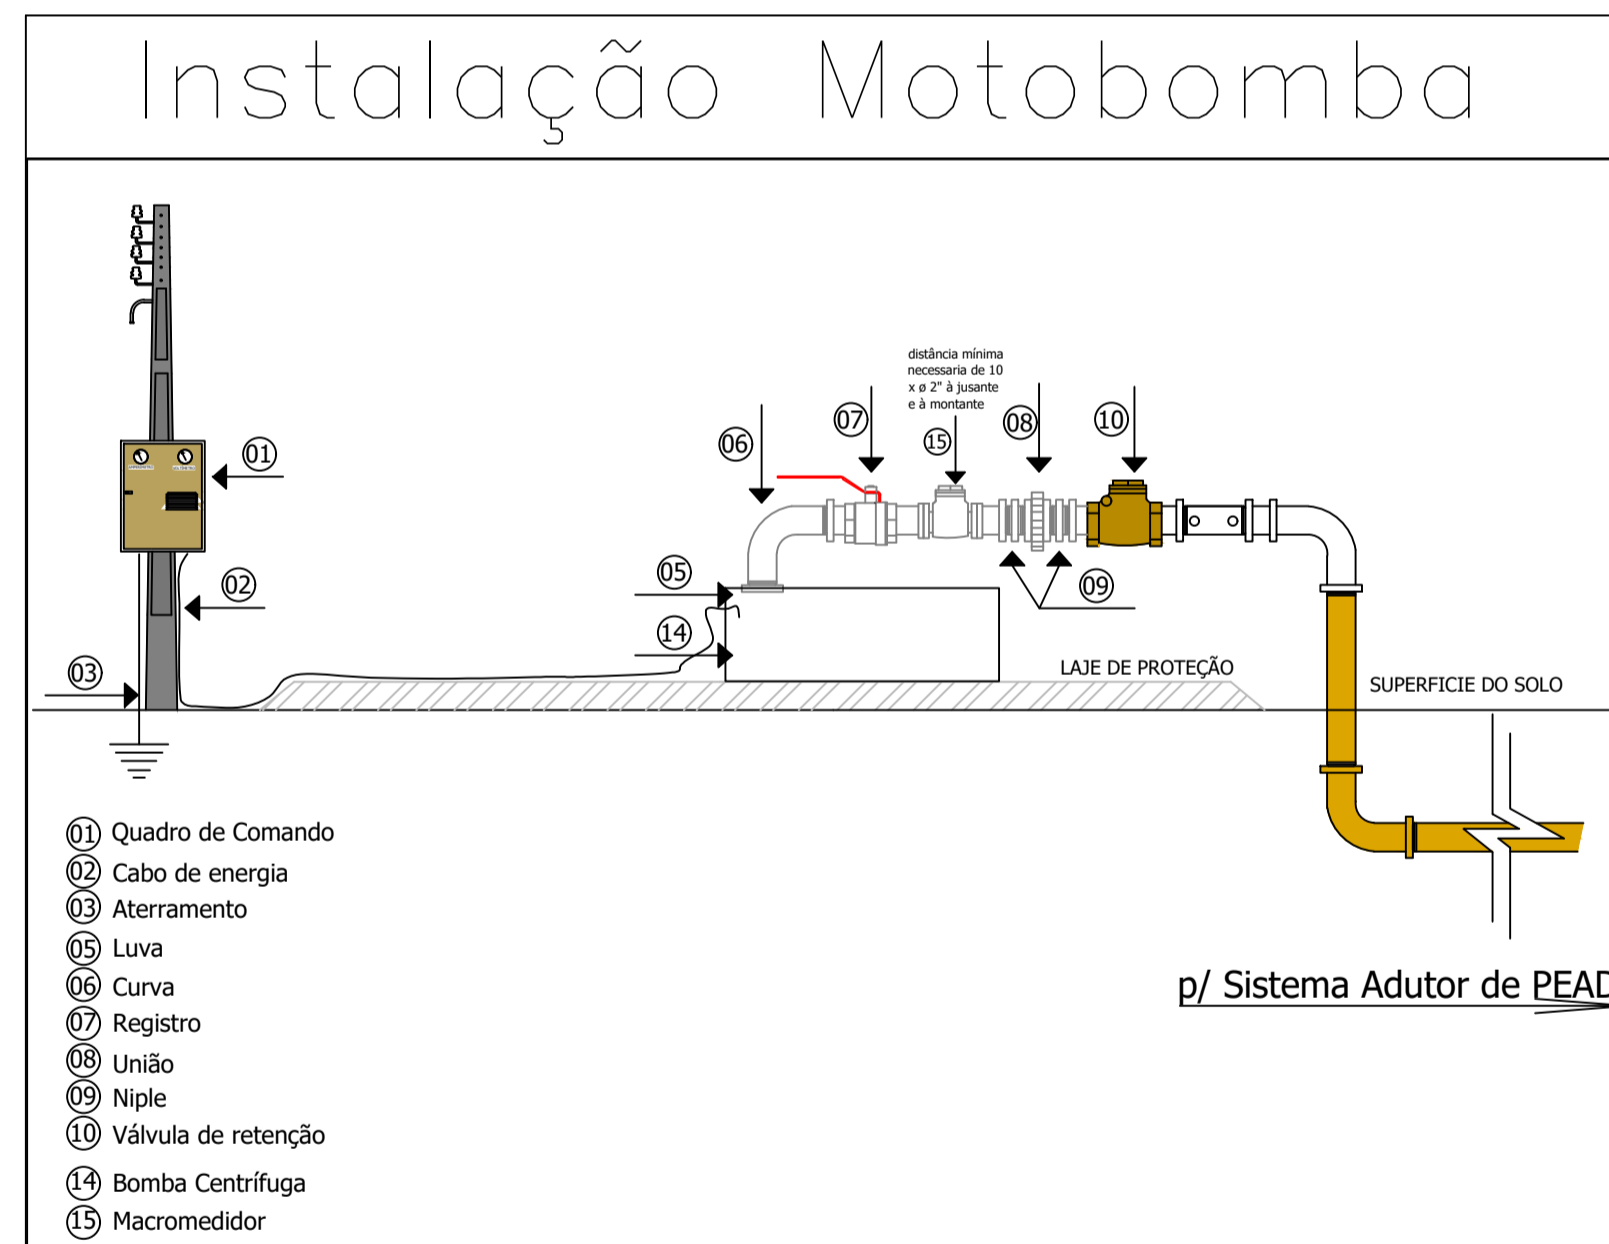 Instalação Motobomba
distância mínima
necessaria de 10
x ø 2" à jusante
e à montante
01
02
03
05
14
06
07
15
08
10
09
LAJE DE PROTEÇÃO
SUPERFICIE DO SOLO
01 Quadro de Comando
02 Cabo de energia
03 Aterramento
05 Luva
06 Curva
07 Registro
08 União
09 Niple
10 Válvula de retenção
14 Bomba Centrífuga
15 Macromedidor
p/ Sistema Adutor de PEAD